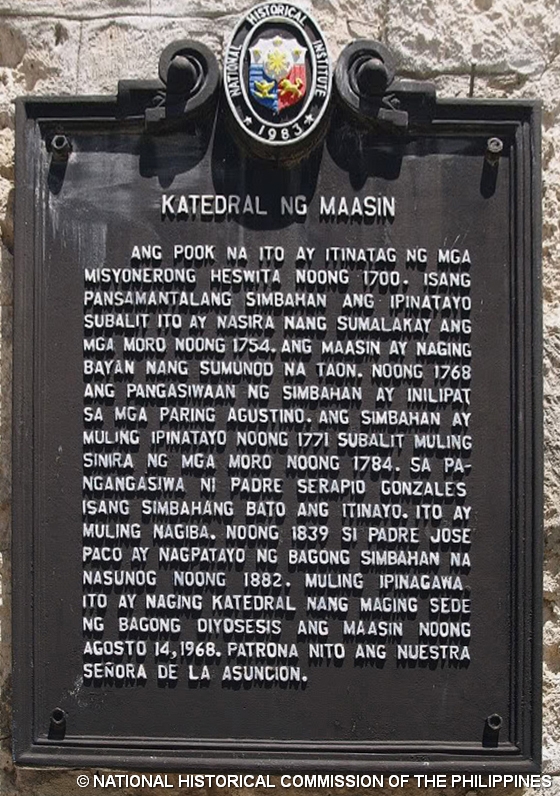 NATIONAL HISTORICAL INSTITUTE
★ 1983 ★
KATEDRAL NG MAASIN
ANG POOK NA ITO AY ITINATAG NG MGA
MISYONERONG HESWITA NOONG 1700. ISANG
PANSAMANTALANG SIMBAHAN ANG IPINATAYO
SUBALIT ITO AY NASIRA NANG SUMALAKAY ANG
MGA MORO NOONG 1754. ANG MAASIN AY NAGING
BAYAN NANG SUMUNOD NA TAON. NOONG 1768
ANG PANGASIWAAN NG SIMBAHAN AY INILIPAT
SA MGA PARING AGUSTINO. ANG SIMBAHAN AY
MULING IPINATAYO NOONG 1771 SUBALIT MULING
SINIRA NG MGA MORO NOONG 1784. SA PA-
NGANGASIWA NI PADRE SERAPIO GONZALES
ISANG SIMBAHANG BATO ANG ITINAYO. ITO AY
MULING NAGIBA. NOONG 1839 SI PADRE JOSE
PACO AY NAGPATAYO NG BAGONG SIMBAHAN NA
NASUNOG NOONG 1882. MULING IPINAGAWA
ITO AY NAGING KATEDRAL NANG MAGING SEDE
NG BAGONG DIYOSESIS ANG MAASIN NOONG
AGOSTO 14, 1968. PATRONA NITO ANG NUESTRA
SEÑORA DE LA ASUNCION.
© NATIONAL HISTORICAL COMMISSION OF THE PHILIPPINES